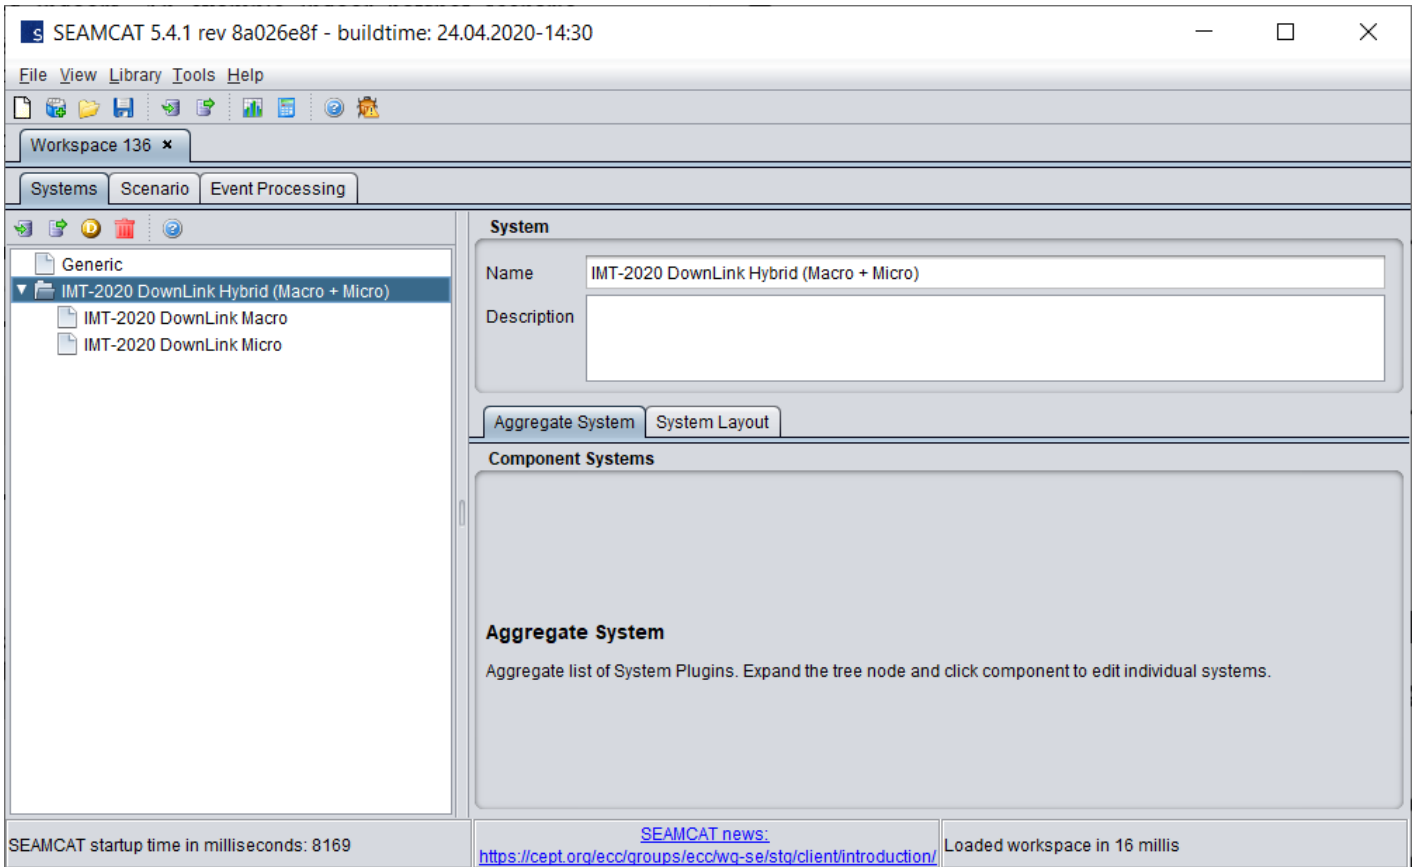 SEAMCAT 5.4.1 rev 8a026e8f - buildtime: 24.04.2020-14:30
File View Library Tools Help
Workspace 136
Systems Scenario Event Processing
Generic
IMT-2020 DownLink Hybrid (Macro + Micro)
IMT-2020 DownLink Macro
IMT-2020 DownLink Micro
System
Name IMT-2020 DownLink Hybrid (Macro + Micro)
Description
Aggregate System System Layout
Component Systems
Aggregate System
Aggregate list of System Plugins. Expand the tree node and click component to edit individual systems.
SEAMCAT startup time in milliseconds: 8169
SEAMCAT news:
https://cept.org/ecc/groups/ecc/wg-se/stg/client/introduction/
Loaded workspace in 16 millis